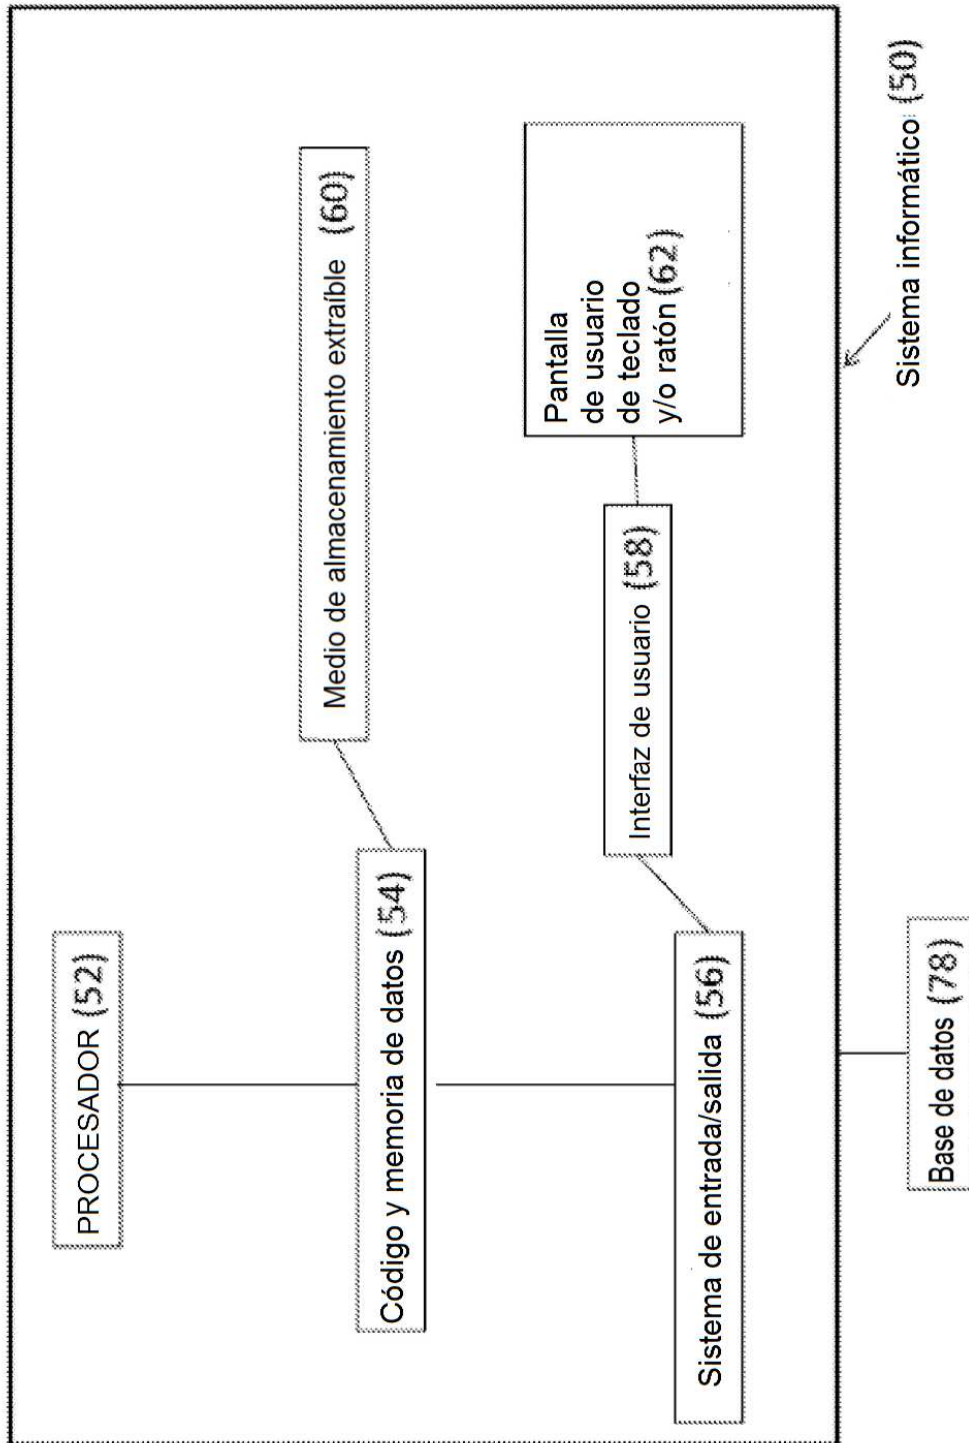 PROCESADOR (52)
Código y memoria de datos (54)
Medio de almacenamiento extraíble (60)
Sistema de entrada/salida (56)
Interfaz de usuario (58)
Pantalla
de usuario
de teclado
y/o ratón (62)
Base de datos (78)
Sistema informático (50)